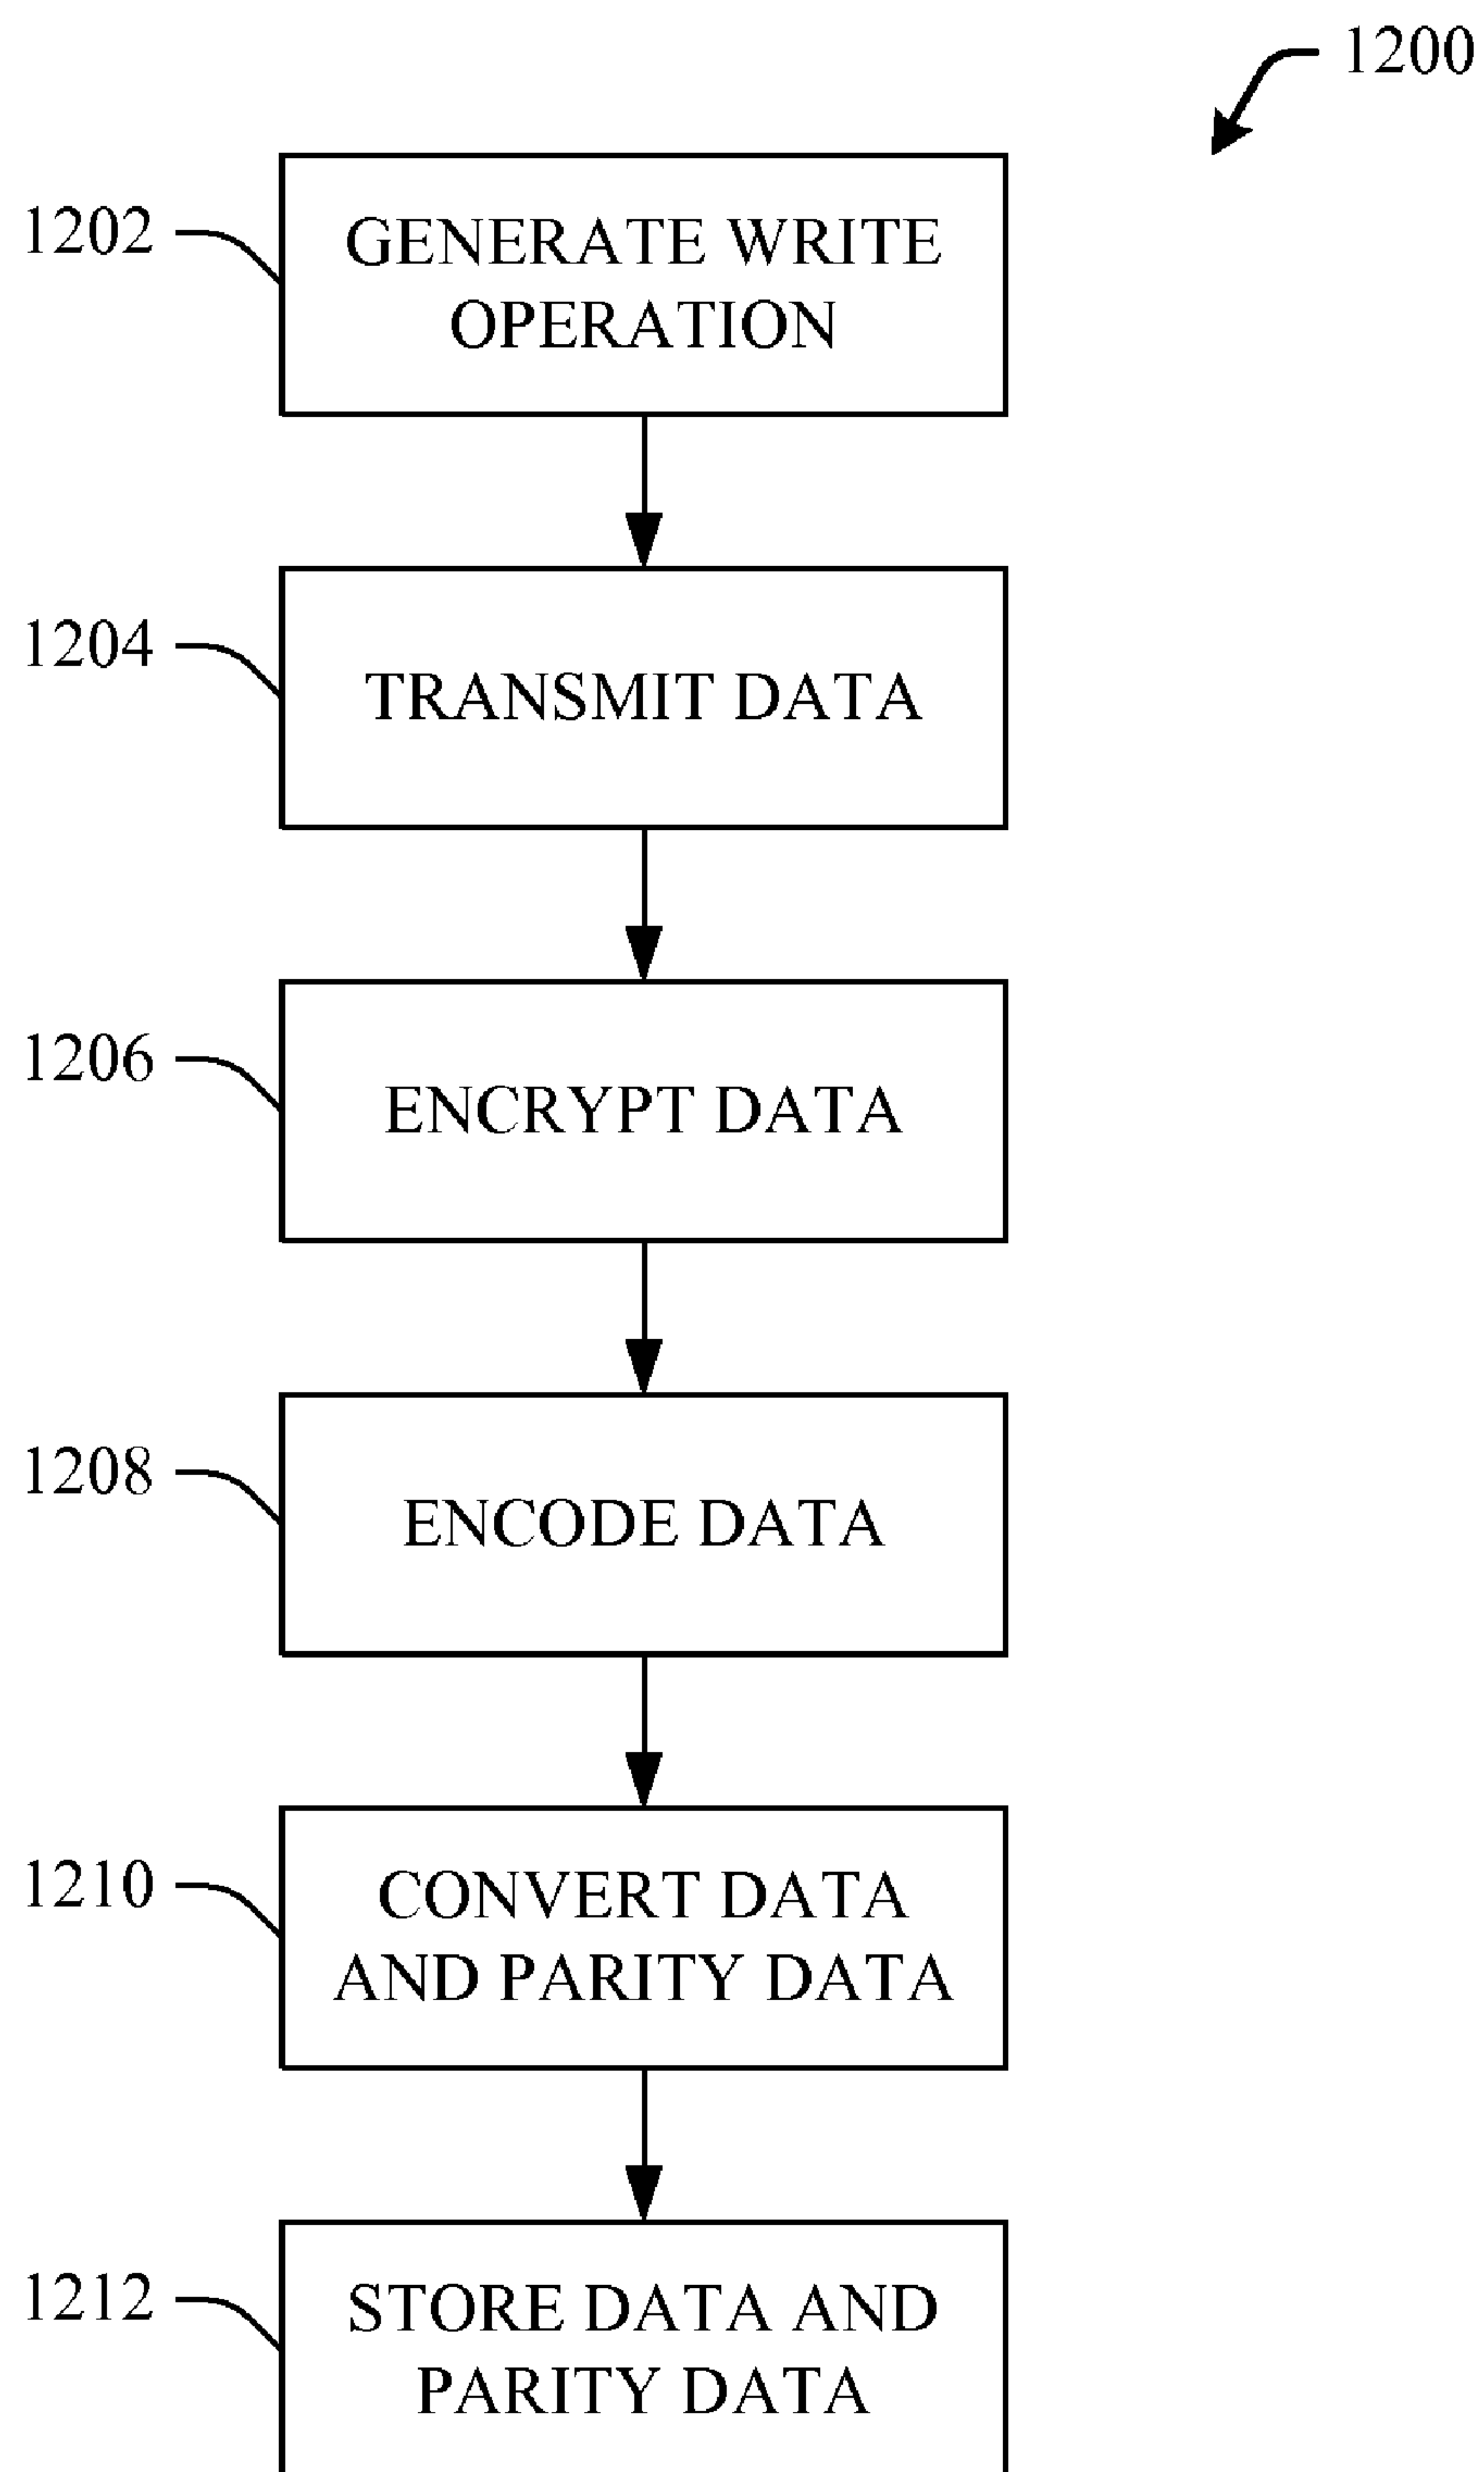 1200
1202
GENERATE WRITE
OPERATION
1204
TRANSMIT DATA
1206
ENCRYPT DATA
1208
ENCODE DATA
1210
CONVERT DATA
AND PARITY DATA
1212
STORE DATA AND
PARITY DATA